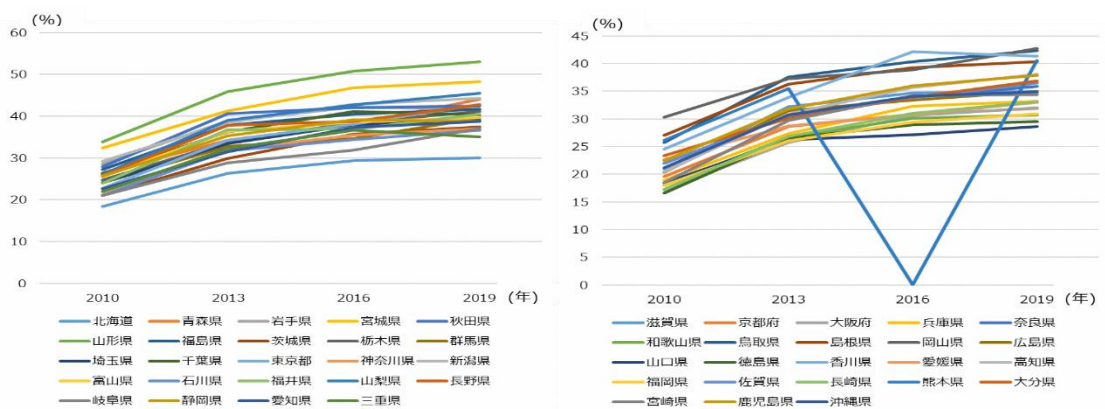 (%)
60
50
40
30
20
10
0
2010 2013 2016 2019 (年)
北海道 青森県 岩手県 宮城県 秋田県
山形県 福島県 茨城県 栃木県 群馬県
埼玉県 千葉県 東京都 神奈川県 新潟県
富山県 石川県 福井県 山梨県 長野県
岐阜県 静岡県 愛知県 三重県
(%)
45
40
35
30
25
20
15
10
5
0
2010 2013 2016 2019 (年)
滋賀県 京都府 大阪府 兵庫県 奈良県
和歌山県 鳥取県 島根県 岡山県 広島県
山口県 徳島県 香川県 愛媛県 高知県
福岡県 佐賀県 長崎県 熊本県 大分県
宮崎県 鹿児島県 沖縄県